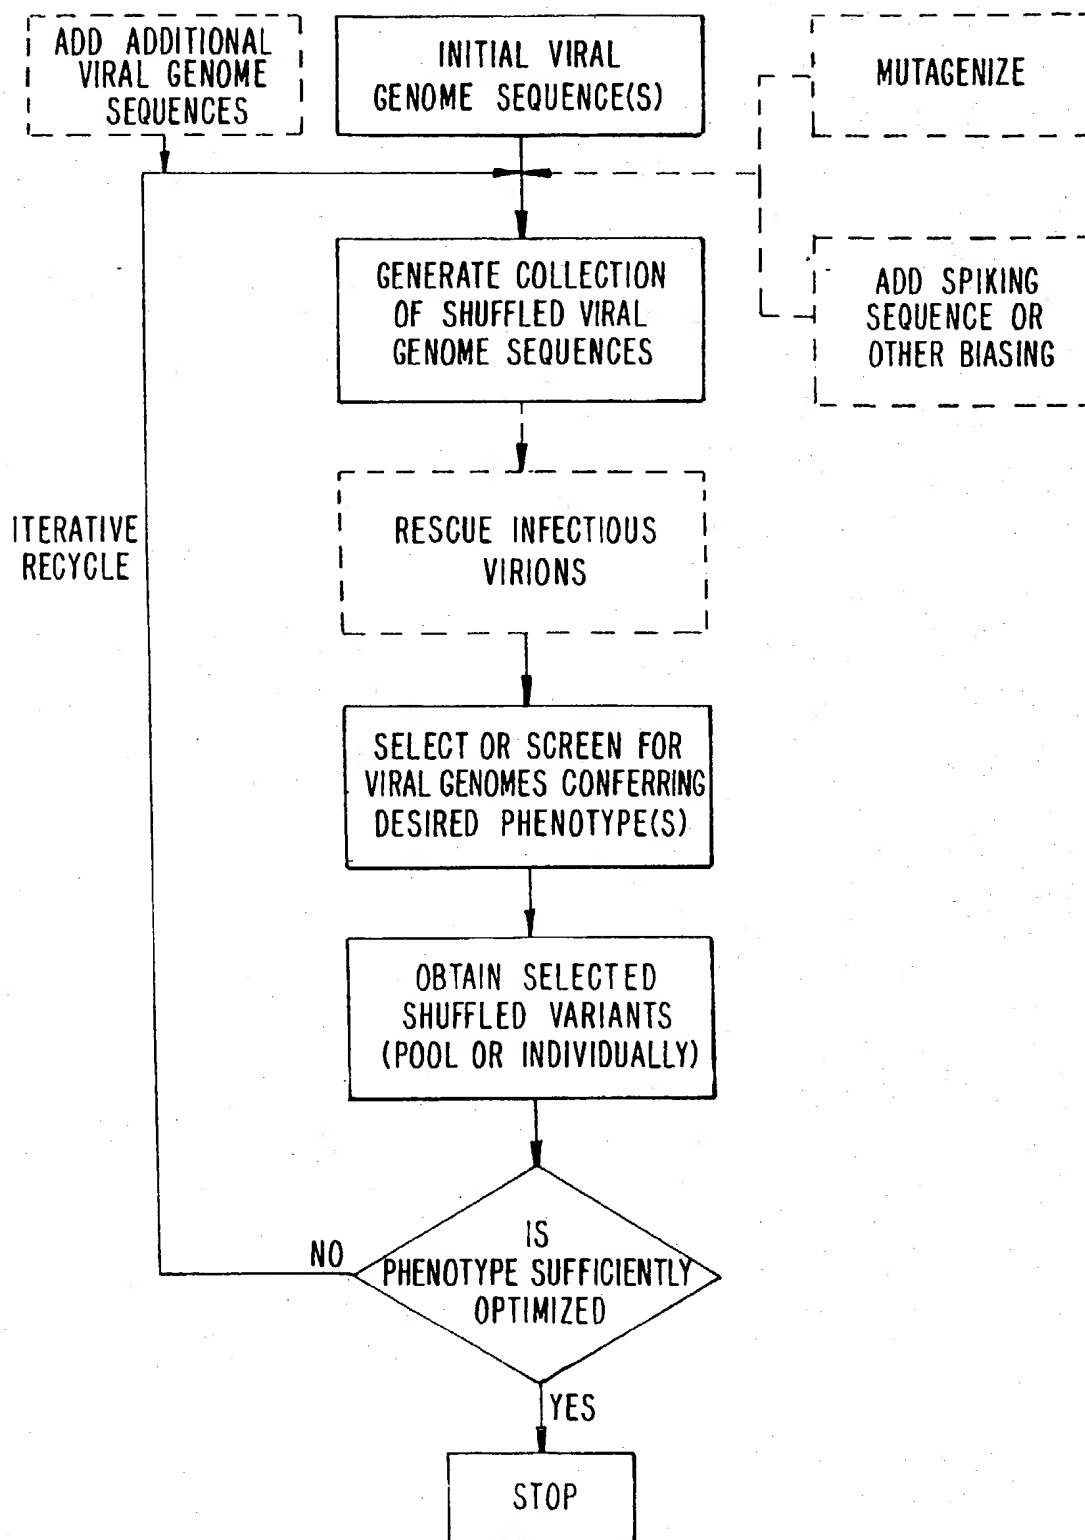 ADD ADDITIONAL
VIRAL GENOME
SEQUENCES
INITIAL VIRAL
GENOME SEQUENCE(S)
MUTAGENIZE
GENERATE COLLECTION
OF SHUFFLED VIRAL
GENOME SEQUENCES
ADD SPIKING
SEQUENCE OR
OTHER BIASING
ITERATIVE
RECYCLE
RESCUE INFECTIOUS
VIRIONS
SELECT OR SCREEN FOR
VIRAL GENOMES CONFERRING
DESIRED PHENOTYPE(S)
OBTAIN SELECTED
SHUFFLED VARIANTS
(POOL OR INDIVIDUALLY)
NO
IS
PHENOTYPE SUFFICIENTLY
OPTIMIZED
YES
STOP